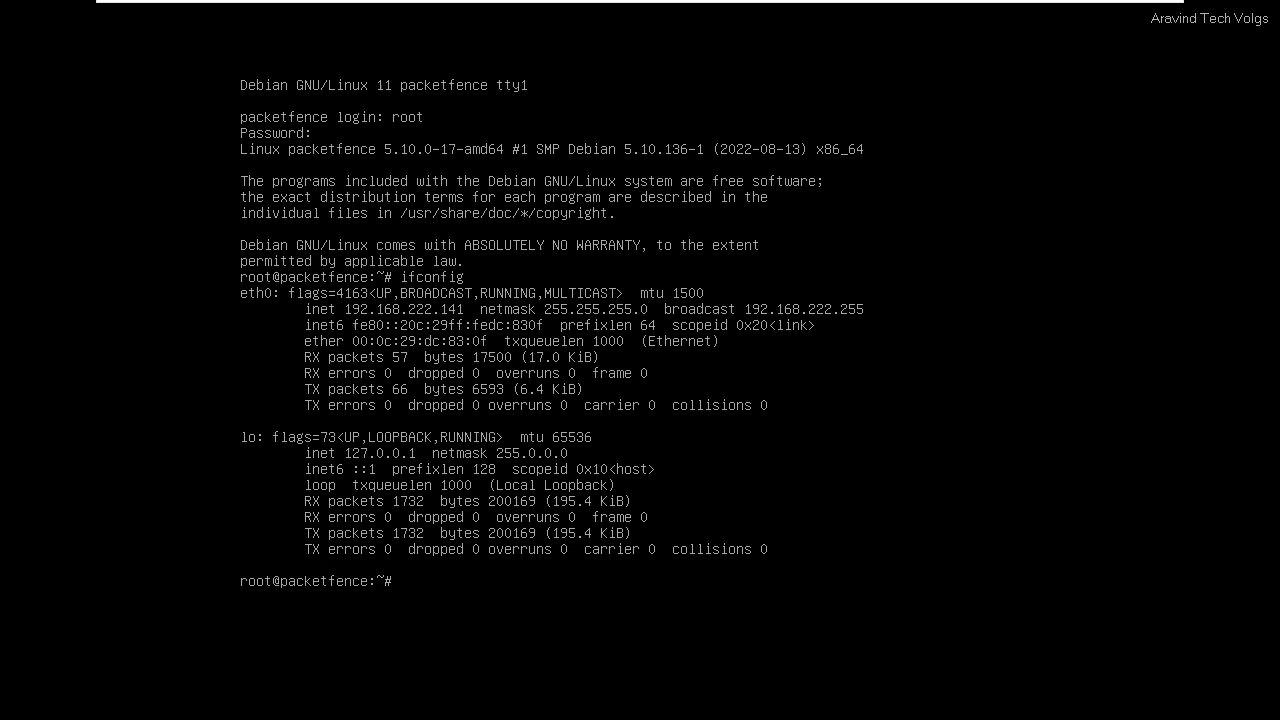 Aravind Tech Volgs
Debian GNU/Linux 11 packetfence tty1
packetfence login: root
Password:
Linux packetfence 5.10.0-17-amd64 #1 SMP Debian 5.10.136-1 (2022-08-13) x86_64
The programs included with the Debian GNU/Linux system are free software;
the exact distribution terms for each program are described in the
individual files in /usr/share/doc/*/copyright.
Debian GNU/Linux comes with ABSOLUTELY NO WARRANTY, to the extent
permitted by applicable law.
root@packetfence:~# ifconfig
eth0: flags=4163<UP,BROADCAST,RUNNING,MULTICAST>  mtu 1500
        inet 192.168.222.141  netmask 255.255.255.0  broadcast 192.168.222.255
        inet6 fe80::20c:29ff:fedc:830f  prefixlen 64  scopeid 0x20<link>
        ether 00:0c:29:dc:83:0f  txqueuelen 1000  (Ethernet)
        RX packets 57  bytes 17500 (17.0 KiB)
        RX errors 0  dropped 0  overruns 0  frame 0
        TX packets 66  bytes 6593 (6.4 KiB)
        TX errors 0  dropped 0 overruns 0  carrier 0  collisions 0
lo: flags=73<UP,LOOPBACK,RUNNING>  mtu 65536
        inet 127.0.0.1  netmask 255.0.0.0
        inet6 ::1  prefixlen 128  scopeid 0x10<host>
        loop  txqueuelen 1000  (Local Loopback)
        RX packets 1732  bytes 200169 (195.4 KiB)
        RX errors 0  dropped 0  overruns 0  frame 0
        TX packets 1732  bytes 200169 (195.4 KiB)
        TX errors 0  dropped 0 overruns 0  carrier 0  collisions 0
root@packetfence:~#